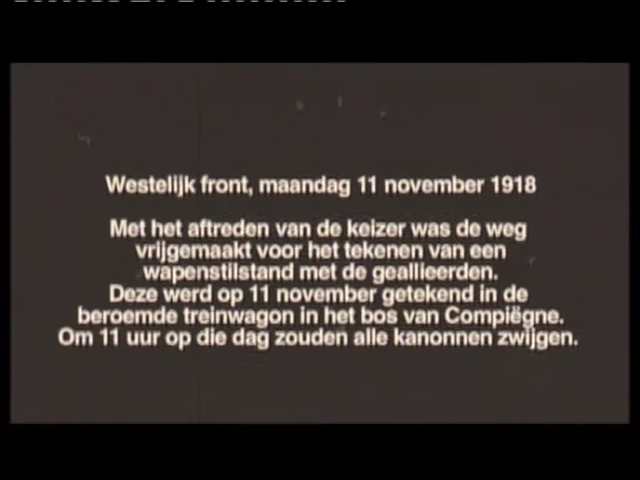 Westelijk front, maandag 11 november 1918
Met het aftreden van de keizer was de weg
vrijgemaakt voor het tekenen van een
wapenstilstand met de geallieerden.
Deze werd op 11 november getekend in de
beroemde treinwagon in het bos van Compiëgne.
Om 11 uur op die dag zouden alle kanonnen zwijgen.